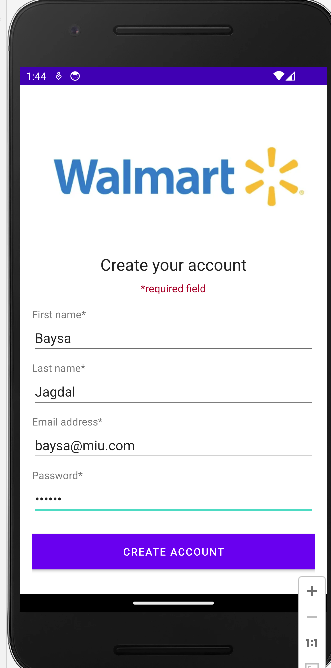 1:44
Walmart
Create your account
*required field
First name*
Baysa
Last name*
Jagdal
Email address*
baysa@miu.com
Password*
••••••
CREATE ACCOUNT
1:1